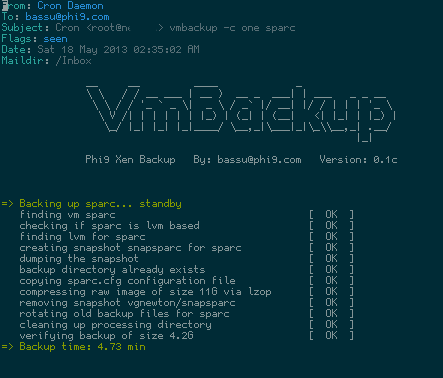 From: Cron Daemon
To: bassu@phi9.com
Subject: Cron <root@n > vmbackup -c one sparc
Flags: seen
Date: Sat 18 May 2013 02:35:02 AM
Maildir: /Inbox
VmBackup
Phi9 Xen Backup By: bassu@phi9.com Version: 0.1c
=> Backing up sparc... standby
finding vm sparc [ OK ]
checking if sparc is lvm based [ OK ]
finding lvm for sparc [ OK ]
creating snapshot snapsparc for sparc [ OK ]
dumping the snapshot [ OK ]
backup directory already exists [ OK ]
copying sparc.cfg configuration file [ OK ]
compressing raw image of size 11G via lzop [ OK ]
removing snapshot vgnewton/snapsparc [ OK ]
rotating old backup files for sparc [ OK ]
cleaning up processing directory [ OK ]
verifying backup of size 4.2G [ OK ]
=> Backup time: 4.73 min